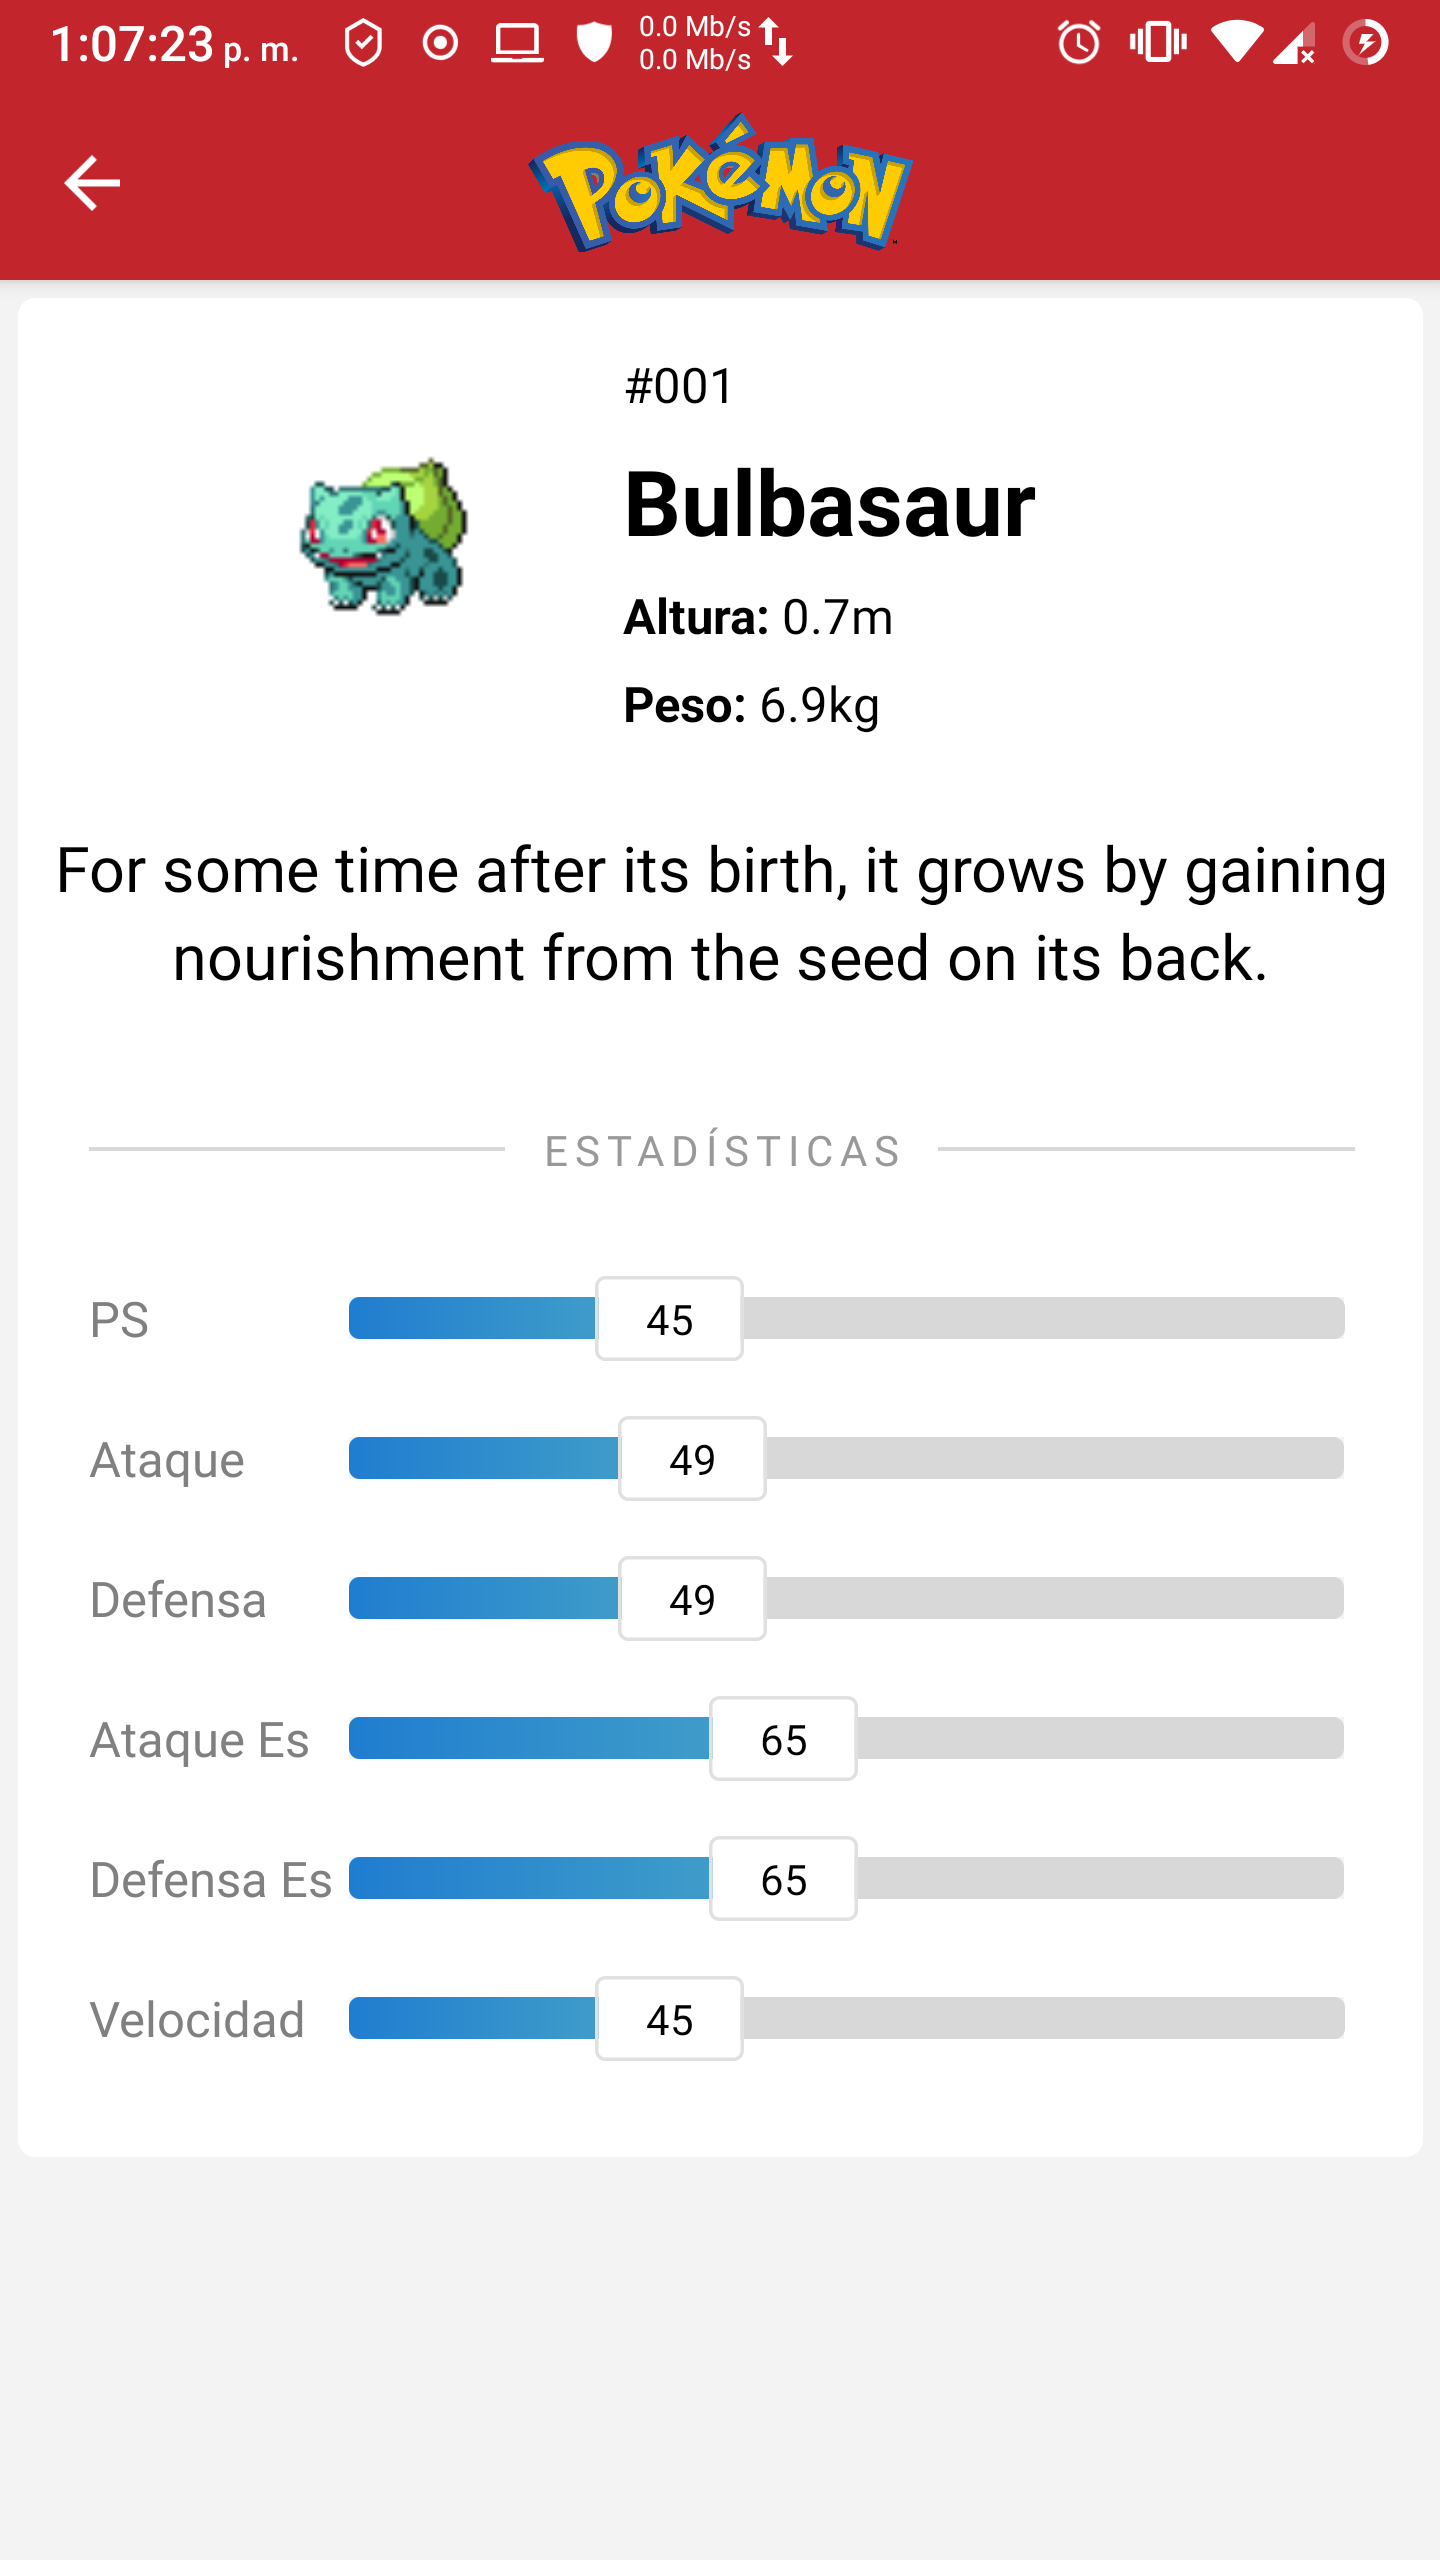 1:07:23 p. m.
0.0 Mb/s
0.0 Mb/s
POKéMON
#001
Bulbasaur
Altura: 0.7m
Peso: 6.9kg
For some time after its birth, it grows by gaining
nourishment from the seed on its back.
ESTADÍSTICAS
PS 45
Ataque 49
Defensa 49
Ataque Es 65
Defensa Es 65
Velocidad 45